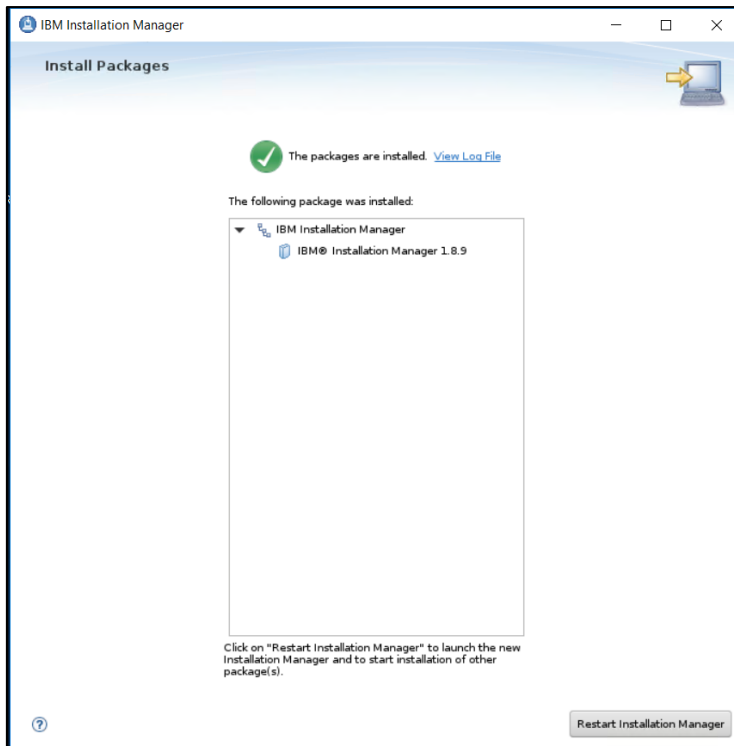 IBM Installation Manager
Install Packages
The packages are installed. View Log File
The following package was installed:
IBM Installation Manager
IBM® Installation Manager 1.8.9
Click on "Restart Installation Manager" to launch the new
Installation Manager and to start installation of other
package(s).
?
Restart Installation Manager